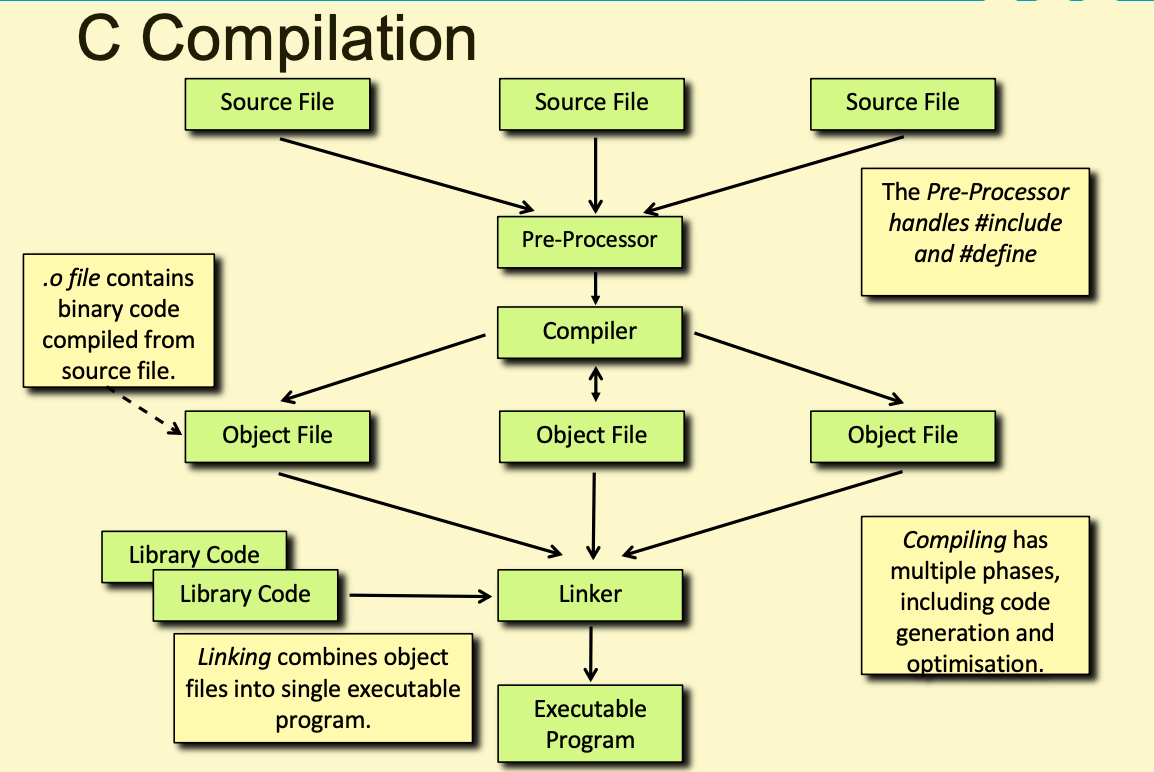 C Compilation
Source File
Source File
Source File
The Pre-Processor
handles #include
and #define
Pre-Processor
.o file contains
binary code
compiled from
source file.
Compiler
Object File
Object File
Object File
Library Code
Library Code
Linker
Compiling has
multiple phases,
including code
generation and
optimisation.
Linking combines object
files into single executable
program.
Executable
Program